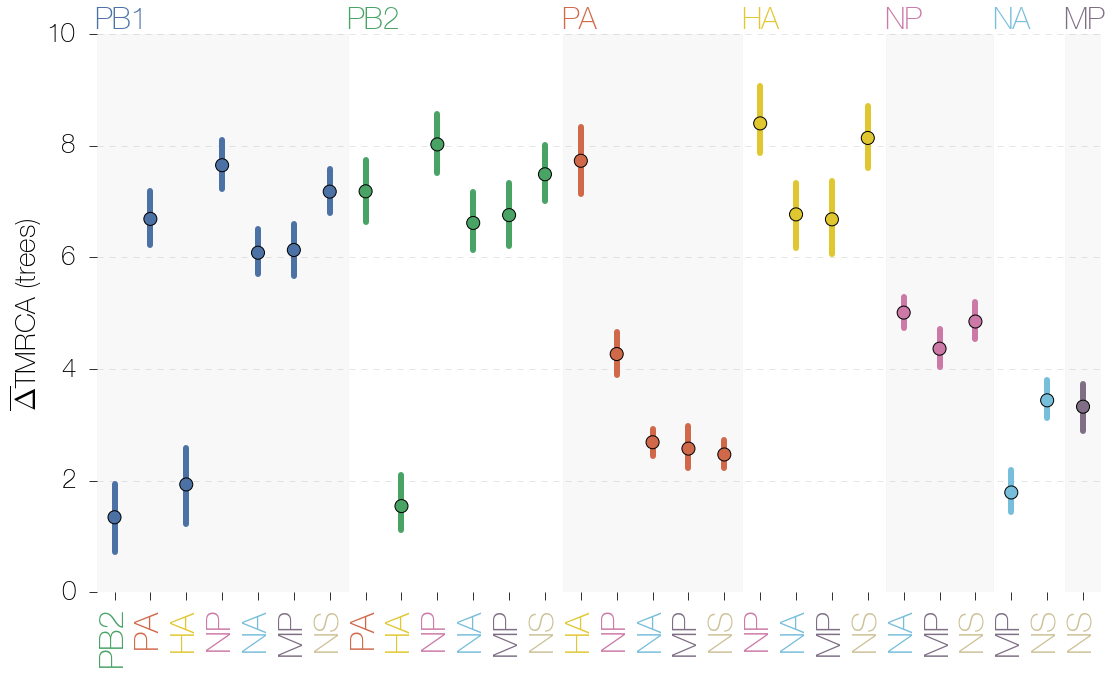 PB1 PB2 PA HA NP NA MP
10
8
6
4
2
0
Δ̅TMRCA (trees)
PB2 PA HA NP NA MP NS PA HA NP NA MP NS HA NP NA MP NS NP NA MP NS NA MP NS MP NS NS